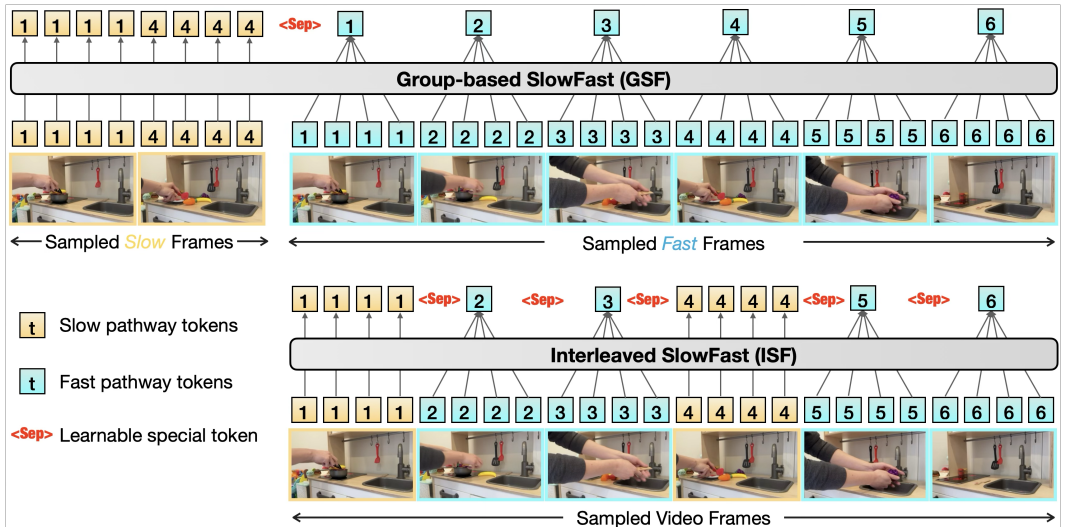 1 1 1 1 4 4 4 4 <Sep> 1 2 3 4 5 6
Group-based SlowFast (GSF)
1 1 1 1 4 4 4 4 1 1 1 1 2 2 2 2 3 3 3 3 4 4 4 4 5 5 5 5 6 6 6 6
Sampled Slow Frames
Sampled Fast Frames
1 1 1 1 <Sep> 2 <Sep> 3 <Sep> 4 4 4 4 <Sep> 5 <Sep> 6
t Slow pathway tokens
Interleaved SlowFast (ISF)
t Fast pathway tokens
1 1 1 1 2 2 2 2 3 3 3 3 4 4 4 4 5 5 5 5 6 6 6 6
<Sep> Learnable special token
Sampled Video Frames